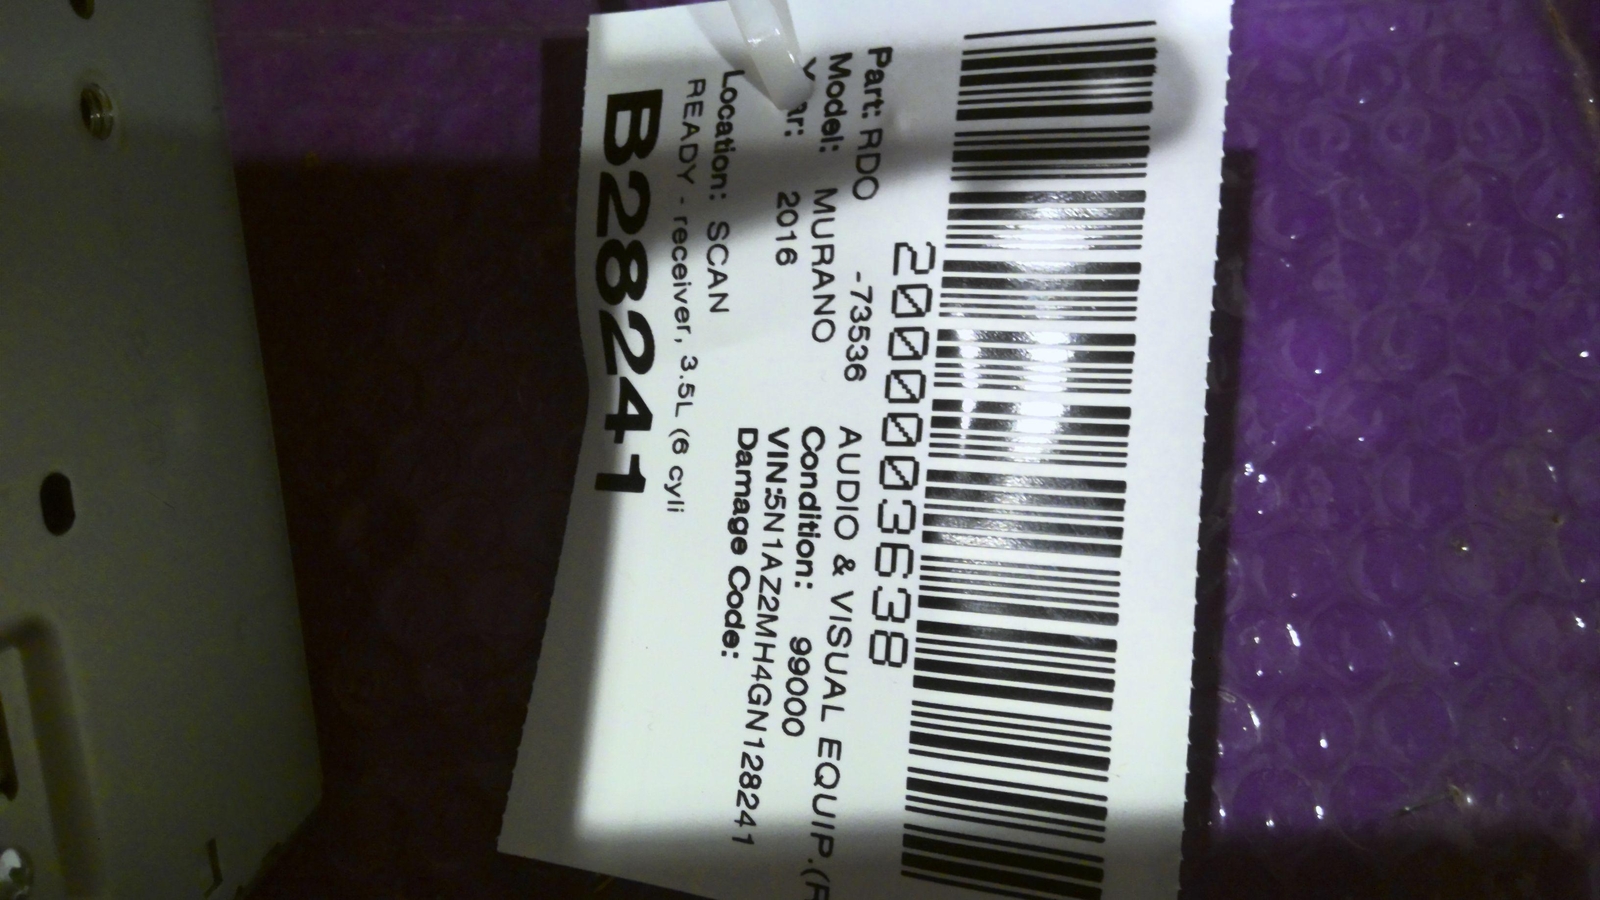 2000003638
Part: RDO -73536 AUDIO & VISUAL EQUIP.(R
Model: MURANO Condition: 99000
ar: 2016 VIN:5N1AZ2MH4GN128241
Location: SCAN Damage Code:
READY - receiver, 3.5L (6 cyli
B28241